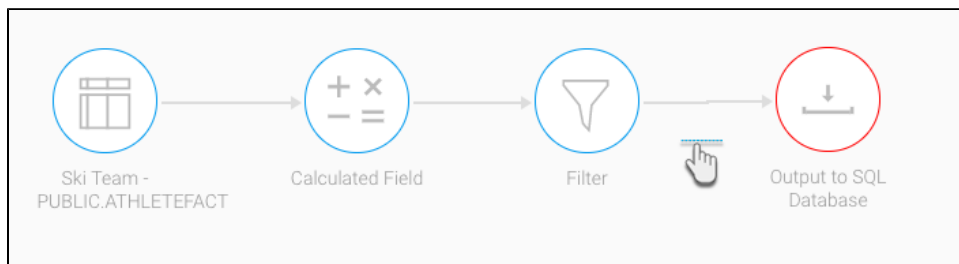 Ski Team -
PUBLIC.ATHLETEFACT
Calculated Field
Filter
Output to SQL
Database